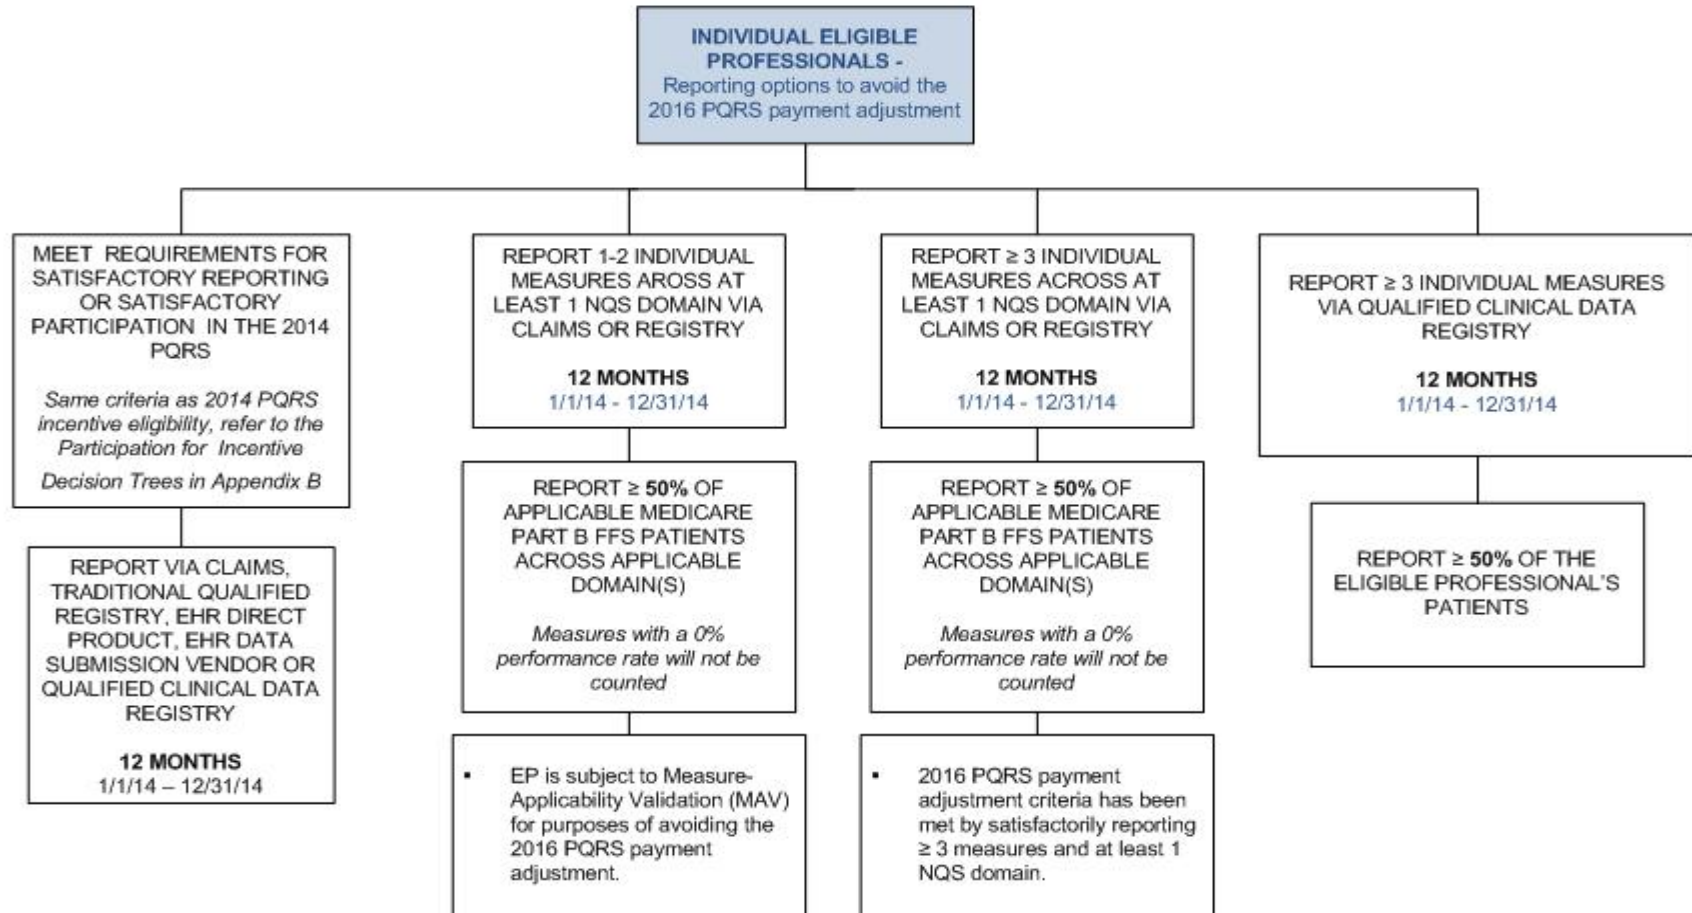 INDIVIDUAL ELIGIBLE
PROFESSIONALS -
Reporting options to avoid the
2016 PQRS payment adjustment
MEET REQUIREMENTS FOR
SATISFACTORY REPORTING
OR SATISFACTORY
PARTICIPATION IN THE 2014
PQRS
Same criteria as 2014 PQRS
incentive eligibility, refer to the
Participation for Incentive
Decision Trees in Appendix B
REPORT VIA CLAIMS,
TRADITIONAL QUALIFIED
REGISTRY, EHR DIRECT
PRODUCT, EHR DATA
SUBMISSION VENDOR OR
QUALIFIED CLINICAL DATA
REGISTRY
12 MONTHS
1/1/14 – 12/31/14
REPORT 1-2 INDIVIDUAL
MEASURES AROSS AT
LEAST 1 NQS DOMAIN VIA
CLAIMS OR REGISTRY
12 MONTHS
1/1/14 - 12/31/14
REPORT ≥ 50% OF
APPLICABLE MEDICARE
PART B FFS PATIENTS
ACROSS APPLICABLE
DOMAIN(S)
Measures with a 0%
performance rate will not be
counted
▪ EP is subject to Measure-
Applicability Validation (MAV)
for purposes of avoiding the
2016 PQRS payment
adjustment.
REPORT ≥ 3 INDIVIDUAL
MEASURES ACROSS AT
LEAST 1 NQS DOMAIN VIA
CLAIMS OR REGISTRY
12 MONTHS
1/1/14 - 12/31/14
REPORT ≥ 50% OF
APPLICABLE MEDICARE
PART B FFS PATIENTS
ACROSS APPLICABLE
DOMAIN(S)
Measures with a 0%
performance rate will not be
counted
▪ 2016 PQRS payment
adjustment criteria has been
met by satisfactorily reporting
≥ 3 measures and at least 1
NQS domain.
REPORT ≥ 3 INDIVIDUAL MEASURES
VIA QUALIFIED CLINICAL DATA
REGISTRY
12 MONTHS
1/1/14 - 12/31/14
REPORT ≥ 50% OF THE
ELIGIBLE PROFESSIONAL'S
PATIENTS